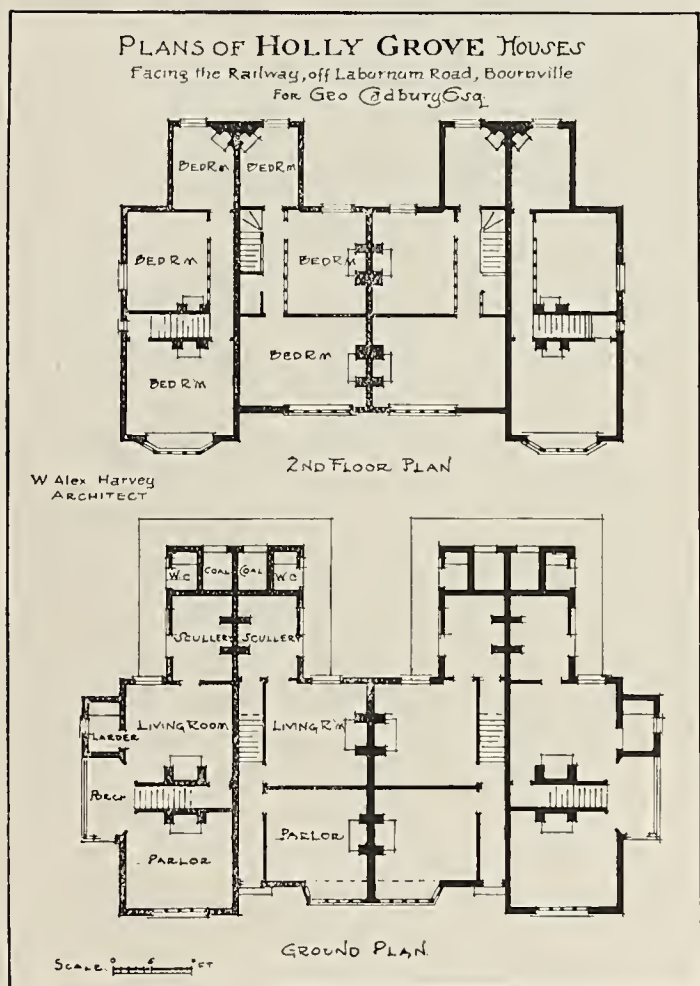 PLANS OF HOLLY GROVE HOUSES
Facing the Railway, off Laburnum Road, Bournville
FOR Geo Cadbury Esq.
BED RM BED RM
BED RM BED RM
BED RM
BED RM
2ND FLOOR PLAN
W Alex Harvey
ARCHITECT
W.C COAL COAL W.C
SCULLERY SCULLERY
LIVING ROOM LIVING R'M
LARDER
PORCH
PARLOR
PARLOR
GROUND PLAN.
SCALE. 0 FT